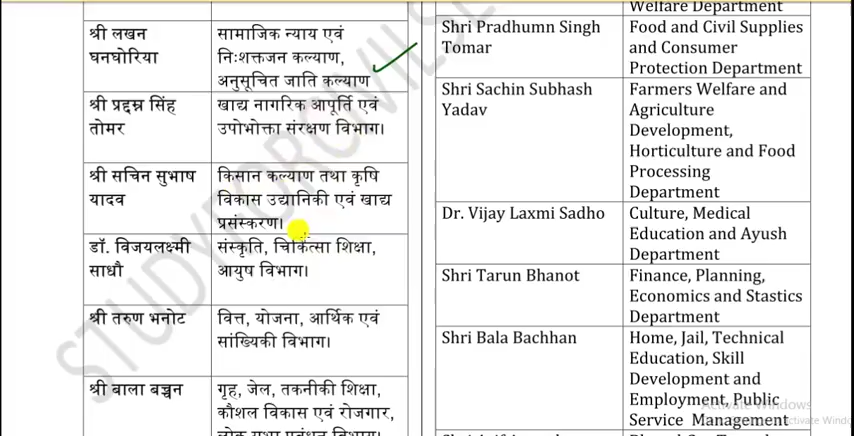 श्री लखन
घनघोरिया
सामाजिक न्याय एवं
निःशक्तजन कल्याण,
अनुसूचित जाति कल्याण
श्री प्रद्दम्न सिंह
तोमर
खाद्य नागरिक आपूर्ति एवं
उपोभोक्ता संरक्षण विभाग।
श्री सचिन सुभाष
यादव
किसान कल्याण तथा कृषि
विकास उद्यानिकी एवं खाद्य
प्रसंस्करण।
डॉ. विजयलक्ष्मी
साधौ
संस्कृति, चिकित्सा शिक्षा,
आयुष विभाग।
श्री तरुण भनोट
वित्त, योजना, आर्थिक एवं
सांख्यिकी विभाग।
श्री बाला बच्चन
गृह, जेल, तकनीकी शिक्षा,
कौशल विकास एवं रोजगार,
Welfare Department
Shri Pradhumn Singh
Tomar
Food and Civil Supplies
and Consumer
Protection Department
Shri Sachin Subhash
Yadav
Farmers Welfare and
Agriculture
Development,
Horticulture and Food
Processing
Department
Dr. Vijay Laxmi Sadho
Culture, Medical
Education and Ayush
Department
Shri Tarun Bhanot
Finance, Planning,
Economics and Stastics
Department
Shri Bala Bachhan
Home, Jail, Technical
Education, Skill
Development and
Employment, Public
Service Management
STUDYFORCIVILSE
Activate Windows